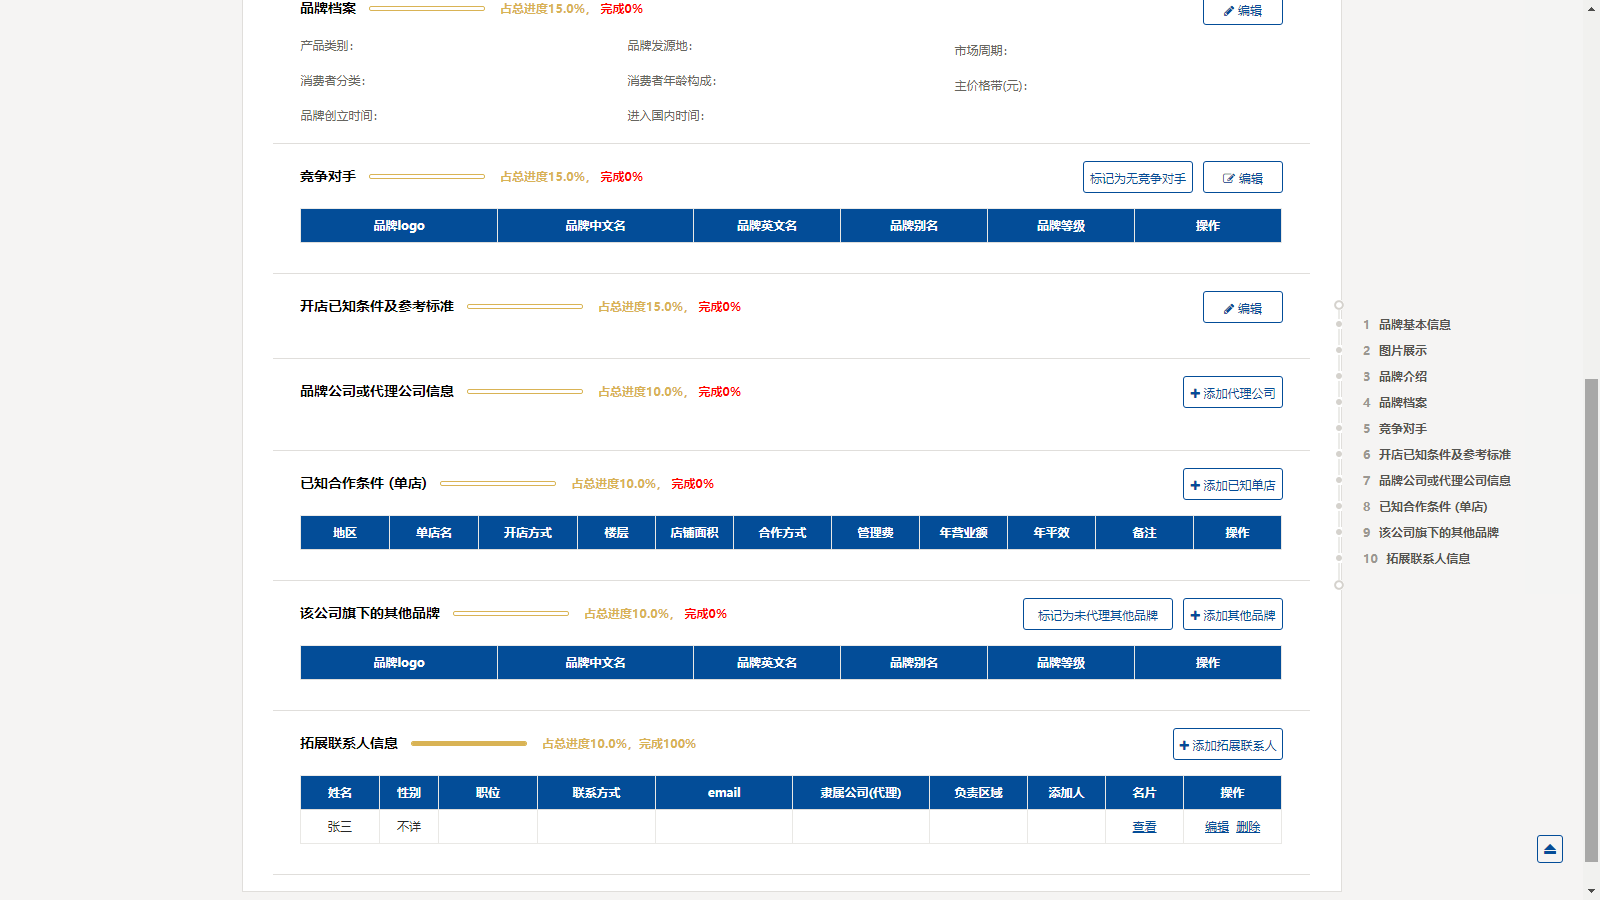 品牌档案 占总进度15.0%， 完成0% 编辑
产品类别： 品牌发源地： 市场周期：
消费者分类： 消费者年龄构成： 主价格带(元)：
品牌创立时间： 进入国内时间：
竞争对手 占总进度15.0%， 完成0% 标记为无竞争对手 编辑
品牌logo 品牌中文名 品牌英文名 品牌别名 品牌等级 操作
开店已知条件及参考标准 占总进度15.0%， 完成0% 编辑
品牌公司或代理公司信息 占总进度10.0%， 完成0% 添加代理公司
已知合作条件 (单店) 占总进度10.0%， 完成0% 添加已知单店
地区 单店名 开店方式 楼层 店铺面积 合作方式 管理费 年营业额 年平效 备注 操作
该公司旗下的其他品牌 占总进度10.0%， 完成0% 标记为未代理其他品牌 添加其他品牌
品牌logo 品牌中文名 品牌英文名 品牌别名 品牌等级 操作
拓展联系人信息 占总进度10.0%，完成100% 添加拓展联系人
姓名 性别 职位 联系方式 email 隶属公司(代理) 负责区域 添加人 名片 操作
张三 不详 查看 编辑 删除
1 品牌基本信息
2 图片展示
3 品牌介绍
4 品牌档案
5 竞争对手
6 开店已知条件及参考标准
7 品牌公司或代理公司信息
8 已知合作条件 (单店)
9 该公司旗下的其他品牌
10 拓展联系人信息